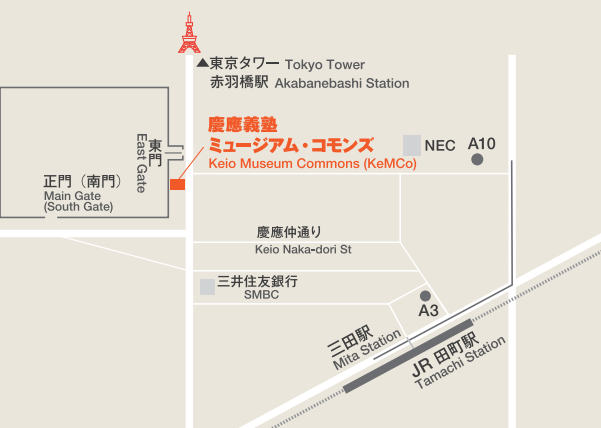 ▲東京タワー Tokyo Tower
赤羽橋駅 Akabanebashi Station
慶應義塾
ミュージアム・コモンズ
Keio Museum Commons (KeMCo)
NEC
A10
東門
East Gate
正門（南門）
Main Gate
(South Gate)
慶應仲通り
Keio Naka-dori St
三井住友銀行
SMBC
A3
三田駅
Mita Station
JR 田町駅
Tamachi Station